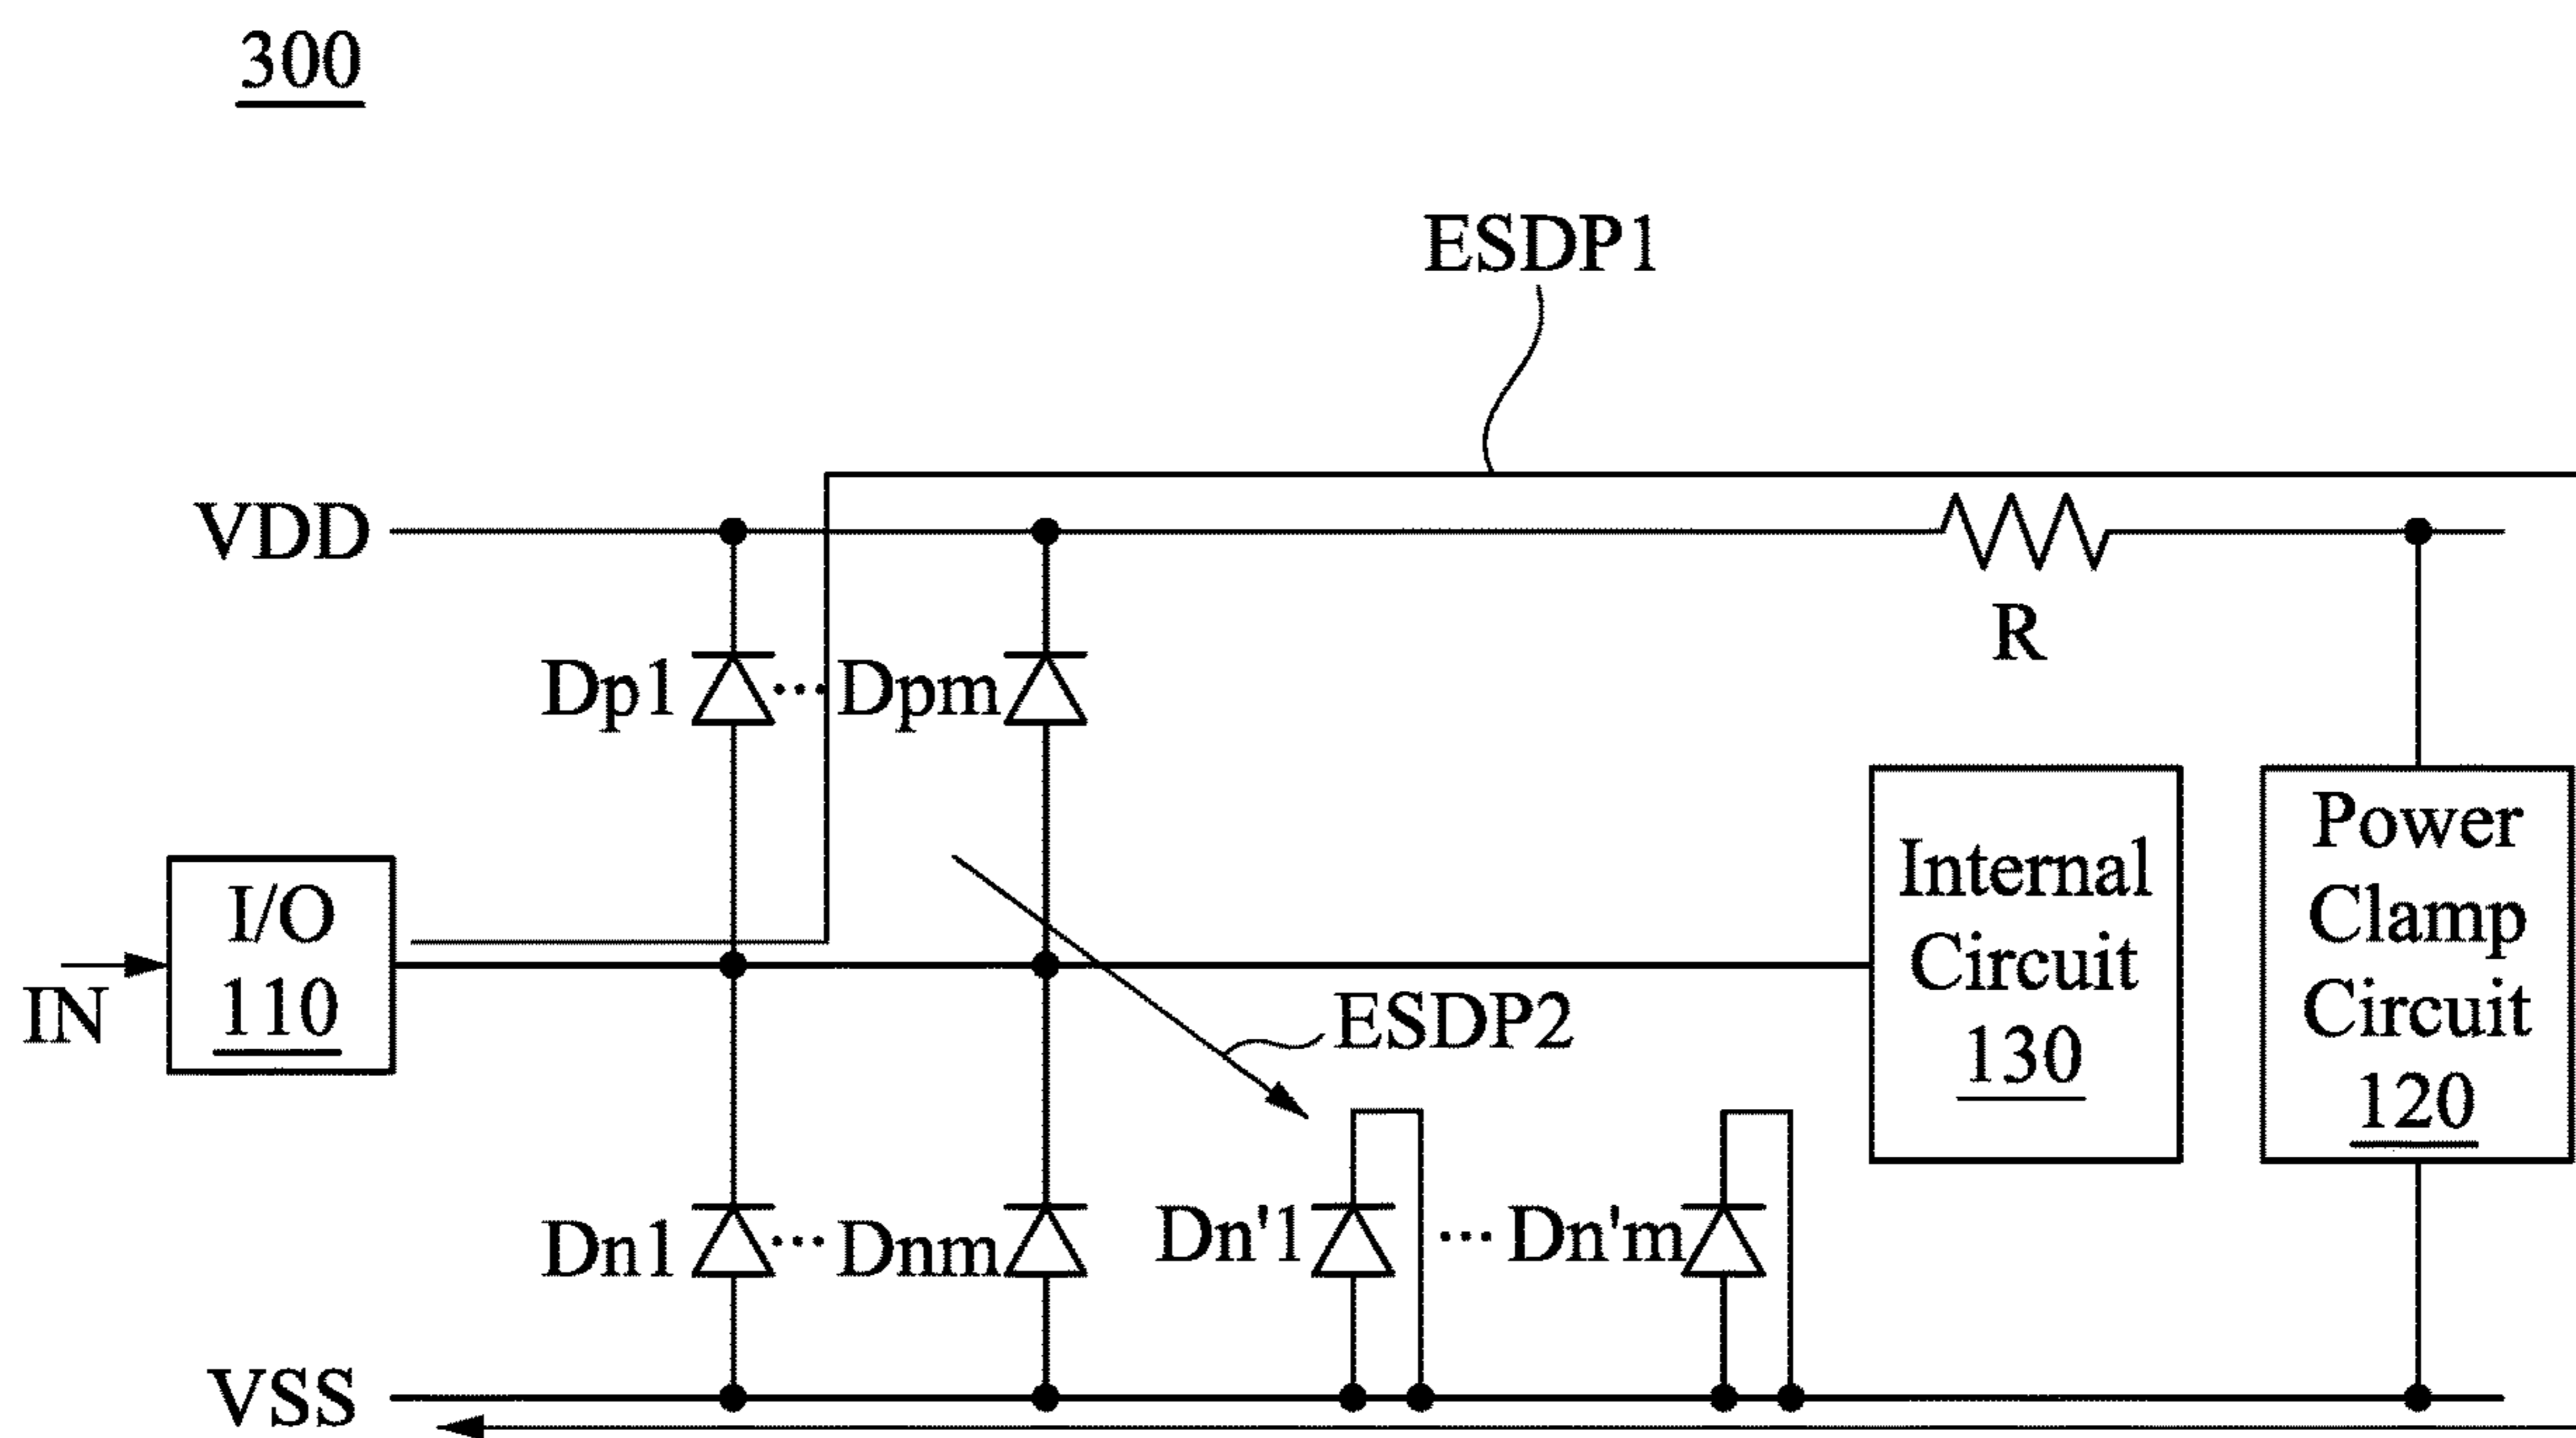 300
ESDP1
VDD
R
Dp1 ... Dpm
I/O
110
IN
Internal
Circuit
130
Power
Clamp
Circuit
120
ESDP2
Dn1 ... Dnm
Dn'1 ... Dn'm
VSS